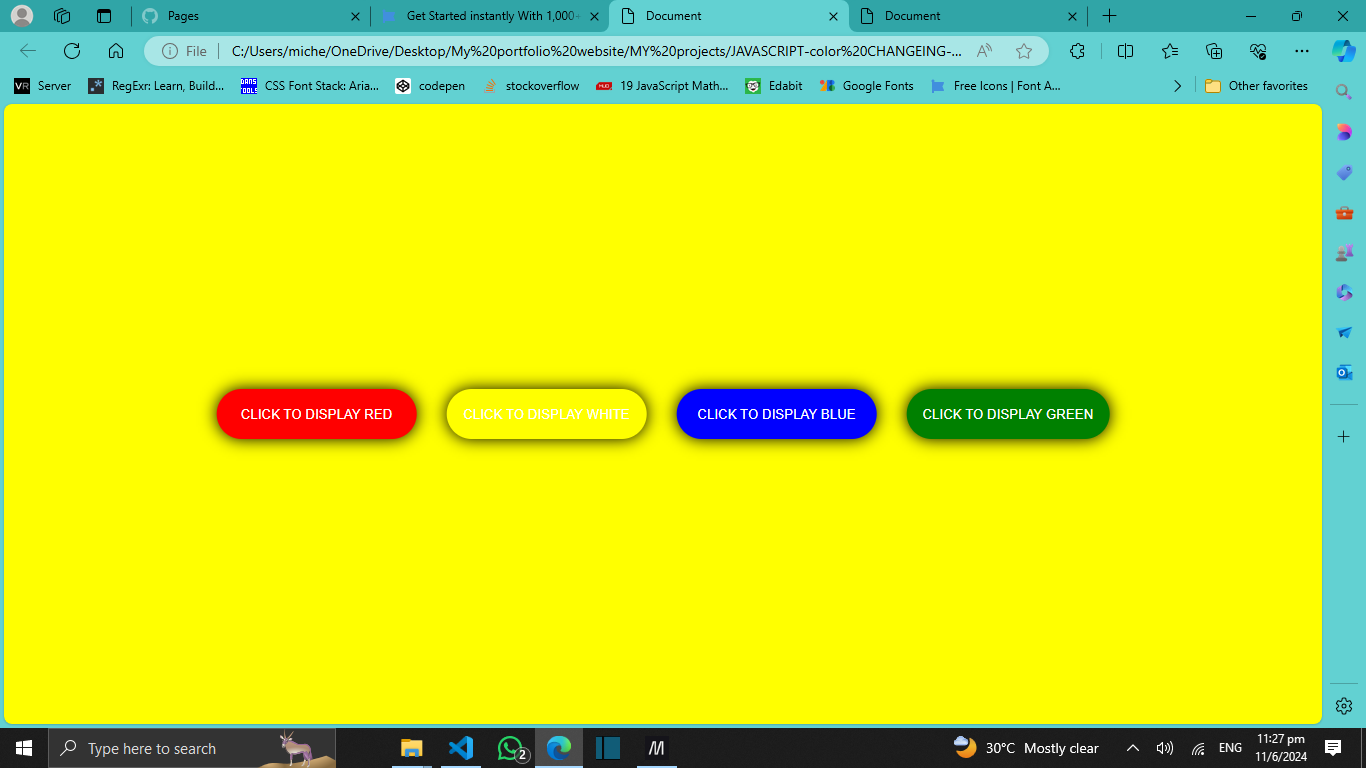 Pages
Get Started instantly With 1,000+
Document
Document
File
C:/Users/miche/OneDrive/Desktop/My%20portfolio%20website/MY%20projects/JAVASCRIPT-color%20CHANGEING-...
VR Server
RegExr: Learn, Build...
DANS TOOLS CSS Font Stack: Aria...
codepen
stockoverflow
19 JavaScript Math...
Edabit
Google Fonts
Free Icons | Font A...
Other favorites
CLICK TO DISPLAY RED
CLICK TO DISPLAY WHITE
CLICK TO DISPLAY BLUE
CLICK TO DISPLAY GREEN
Type here to search
2
30°C Mostly clear
ENG
11:27 pm
11/6/2024